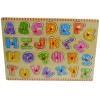 A B C D E F G
H I J K L M
N O P Q R S T
U V W X Y Z